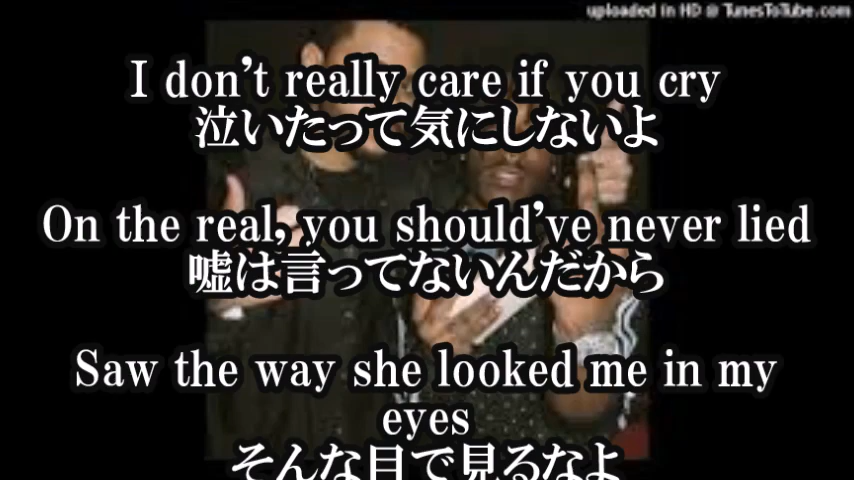 uploaded in HD @ TunesToTube.com
I don't really care if you cry
泣いたって気にしないよ
On the real, you should've never lied
嘘は言ってないんだから
Saw the way she looked me in my
eyes
そんな目で見るなよ